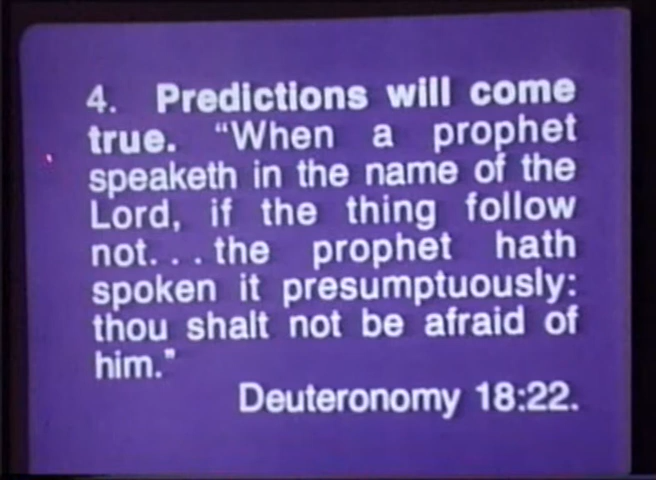 4. Predictions will come
true. "When a prophet
speaketh in the name of the
Lord, if the thing follow
not. . . the prophet hath
spoken it presumptuously:
thou shalt not be afraid of
him."
Deuteronomy 18:22.